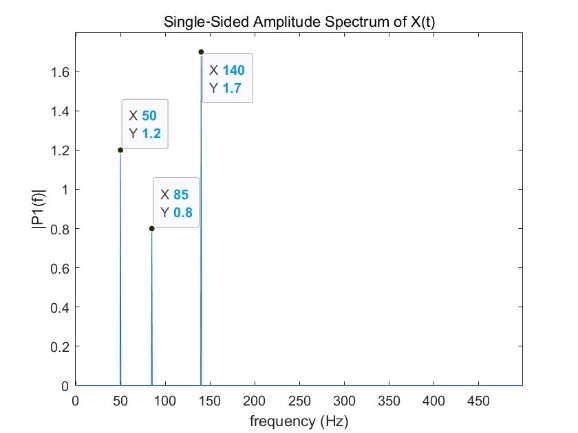 Single-Sided Amplitude Spectrum of X(t)
|P1(f)|
1.6
1.4
1.2
1
0.8
0.6
0.4
0.2
0
X 140
Y 1.7
X 50
Y 1.2
X 85
Y 0.8
0 50 100 150 200 250 300 350 400 450
frequency (Hz)